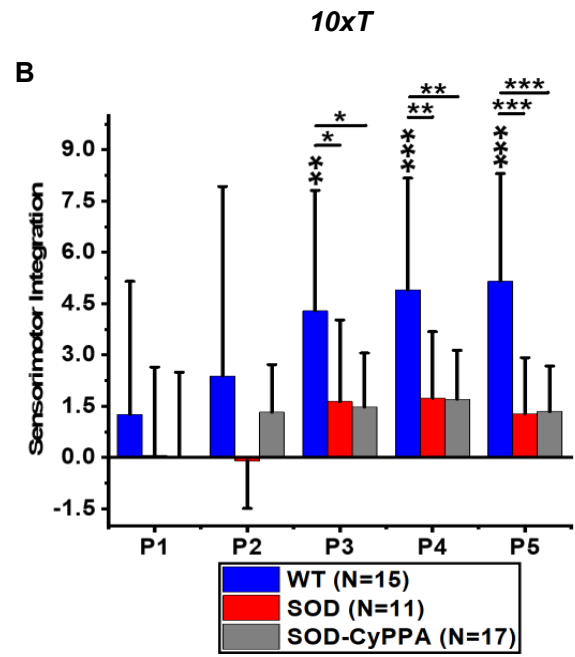 10xT
B
* * ** ** *** ***
** *** ***
Sensorimotor Integration
9.0
7.5
6.0
4.5
3.0
1.5
0.0
-1.5
P1 P2 P3 P4 P5
WT (N=15)
SOD (N=11)
SOD-CyPPA (N=17)